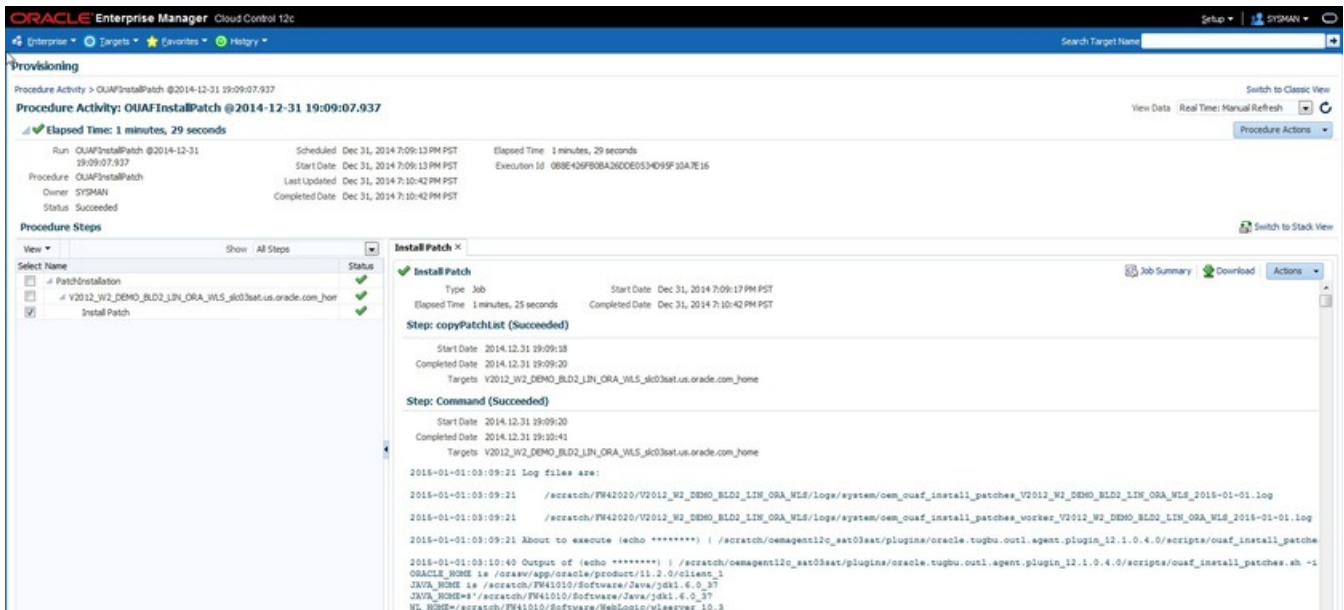 ORACLE Enterprise Manager Cloud Control 12c
Setup SYSMAN
Enterprise Targets Favorites History
Search Target Name
Provisioning
Procedure Activity > OUAFInstallPatch @2014-12-31 19:09:07.937
Switch to Classic View
Procedure Activity: OUAFInstallPatch @2014-12-31 19:09:07.937
View Data Real Time: Manual Refresh
Elapsed Time: 1 minutes, 29 seconds
Procedure Actions
Run OUAFInstallPatch @2014-12-31 19:09:07.937
Procedure OUAFInstallPatch
Owner SYSMAN
Status Succeeded
Scheduled Dec 31, 2014 7:09:13 PM PST
Start Date Dec 31, 2014 7:09:13 PM PST
Last Updated Dec 31, 2014 7:10:42 PM PST
Completed Date Dec 31, 2014 7:10:42 PM PST
Elapsed Time 1 minutes, 29 seconds
Execution Id
Procedure Steps
Switch to Stack View
View Show All Steps
Select Name Status
PatchInstallation
V2012_W2_DEMO_BLD2_LIN_ORA_WLS_slc03sat.us.oracle.com_hom
Install Patch
Install Patch ×
Install Patch
Job Summary Download Actions
Type Job
Start Date Dec 31, 2014 7:09:17 PM PST
Elapsed Time 1 minutes, 25 seconds
Completed Date Dec 31, 2014 7:10:42 PM PST
Step: copyPatchList (Succeeded)
Start Date 2014.12.31 19:09:18
Completed Date 2014.12.31 19:09:20
Targets V2012_W2_DEMO_BLD2_LIN_ORA_WLS_slc03sat.us.oracle.com_home
Step: Command (Succeeded)
Start Date 2014.12.31 19:09:20
Completed Date 2014.12.31 19:10:41
Targets V2012_W2_DEMO_BLD2_LIN_ORA_WLS_slc03sat.us.oracle.com_home
2015-01-01:03:09:21 Log files are:
2015-01-01:03:09:21 /scratch/FW42020/V2012_W2_DEMO_BLD2_LIN_ORA_WLS/logs/system/oem_ouaf_install_patches_V2012_W2_DEMO_BLD2_LIN_ORA_WLS_2015-01-01.log
2015-01-01:03:09:21 /scratch/FW42020/V2012_W2_DEMO_BLD2_LIN_ORA_WLS/logs/system/oem_ouaf_install_patches_worker_V2012_W2_DEMO_BLD2_LIN_ORA_WLS_2015-01-01.log
2015-01-01:03:09:21 About to execute (echo ********) | /scratch/oemagent12c_sat03sat/plugins/oracle.tugbu.out1.agent.plugin_12.1.0.4.0/scripts/ouaf_install_patche
2015-01-01:03:10:40 Output of (echo ********) | /scratch/oemagent12c_sat03sat/plugins/oracle.tugbu.out1.agent.plugin_12.1.0.4.0/scripts/ouaf_install_patches.sh -i
ORACLE_HOME is /orasw/app/oracle/product/11.2.0/client_1
JAVA_HOME is /scratch/FW41010/Software/Java/jdk1.6.0_37
JAVA_HOME=$'/scratch/FW41010/Software/Java/jdk1.6.0_37
WL_HOME=/scratch/FW41010/Software/WebLogic/wlserver_10.3